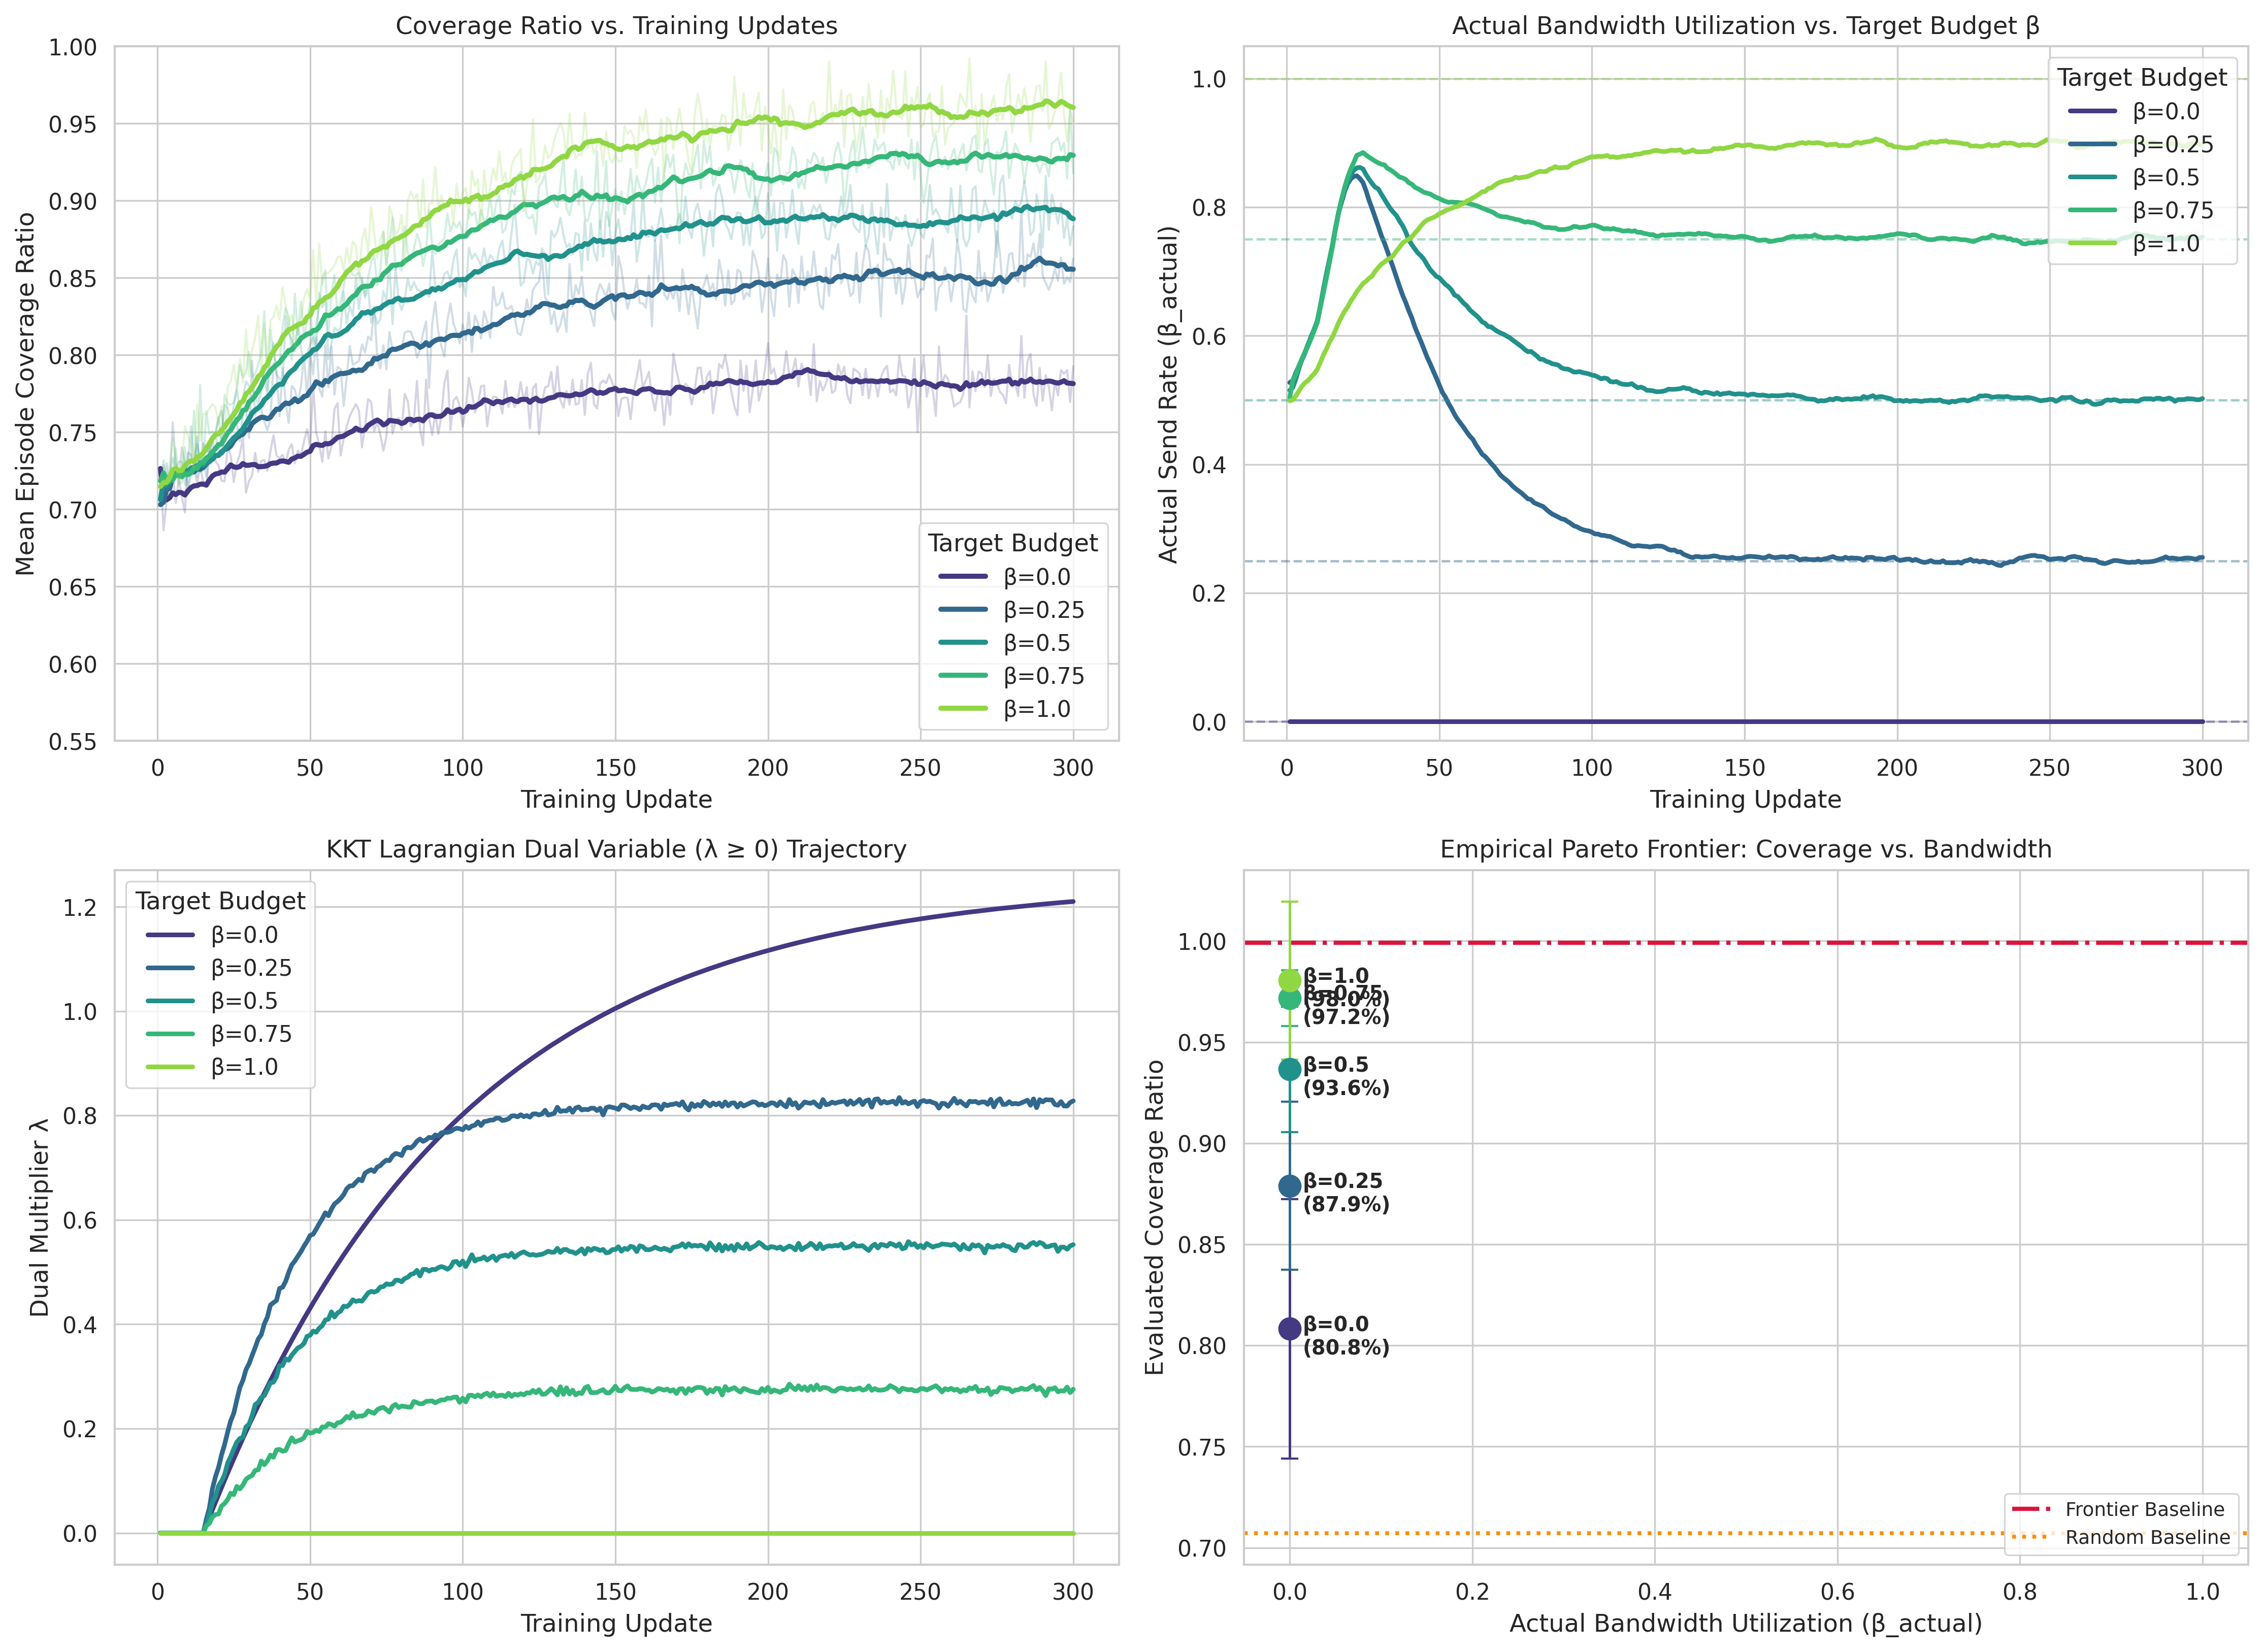 Coverage Ratio vs. Training Updates
1.00
0.95
0.90
0.85
0.80
0.75
0.70
0.65
0.60
0.55
Mean Episode Coverage Ratio
0 50 100 150 200 250 300
Training Update
Target Budget
β=0.0
β=0.25
β=0.5
β=0.75
β=1.0
Actual Bandwidth Utilization vs. Target Budget β
1.0
0.8
0.6
0.4
0.2
0.0
Actual Send Rate (β_actual)
0 50 100 150 200 250 300
Training Update
Target Budget
β=0.0
β=0.25
β=0.5
β=0.75
β=1.0
KKT Lagrangian Dual Variable (λ ≥ 0) Trajectory
1.2
1.0
0.8
0.6
0.4
0.2
0.0
Dual Multiplier λ
0 50 100 150 200 250 300
Training Update
Target Budget
β=0.0
β=0.25
β=0.5
β=0.75
β=1.0
Empirical Pareto Frontier: Coverage vs. Bandwidth
1.00
0.95
0.90
0.85
0.80
0.75
0.70
Evaluated Coverage Ratio
β=1.0
(98.0%)
β=0.75
(97.2%)
β=0.5
(93.6%)
β=0.25
(87.9%)
β=0.0
(80.8%)
Frontier Baseline
Random Baseline
0.0 0.2 0.4 0.6 0.8 1.0
Actual Bandwidth Utilization (β_actual)